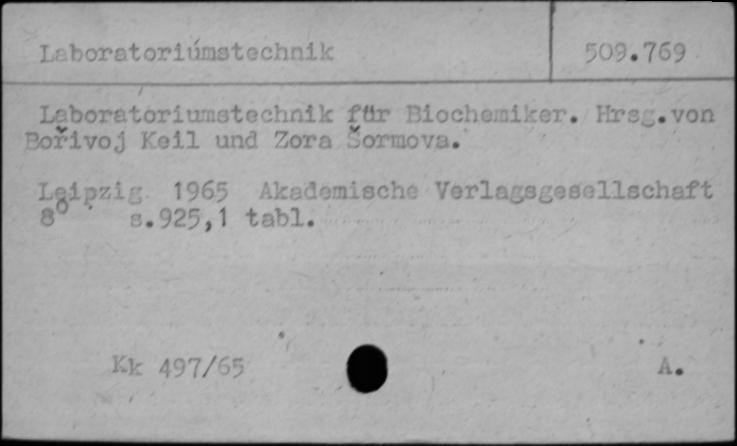 Laboratoriumstechnik 509.769
Laboratoriumstechnik für Biochemiker. Hrsg.von
Bořivoj Keil und Zora Šormova.
Leipzig 1965 Akademische Verlagsgesellschaft
8° s.925,1 tabl.
Kk 497/65 A.